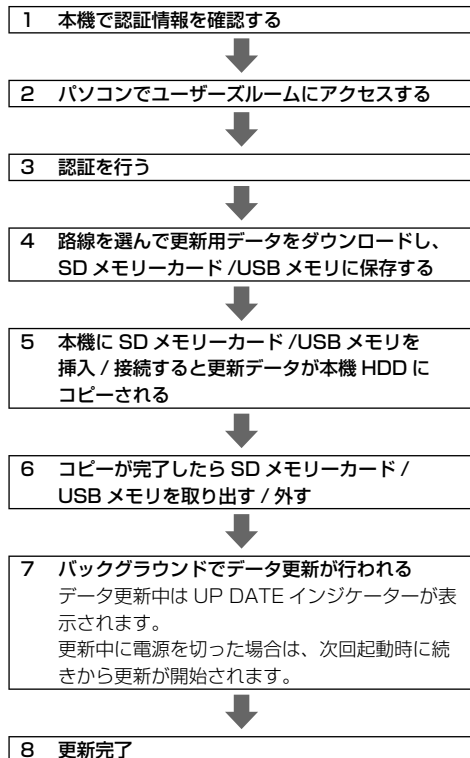 1 本機で認証情報を確認する
2 パソコンでユーザーズルームにアクセスする
3 認証を行う
4 路線を選んで更新用データをダウンロードし、
SD メモリーカード /USB メモリに保存する
5 本機に SD メモリーカード /USB メモリを
挿入 / 接続すると更新データが本機 HDD に
コピーされる
6 コピーが完了したら SD メモリーカード /
USB メモリを取り出す / 外す
7 バックグラウンドでデータ更新が行われる
データ更新中は UP DATE インジケーターが表
示されます。
更新中に電源を切った場合は、次回起動時に続
きから更新が開始されます。
8 更新完了